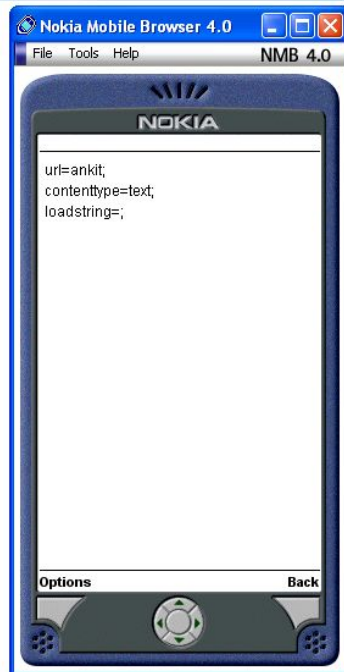 Nokia Mobile Browser 4.0
File Tools Help NMB 4.0
NOKIA
url=ankit;
contenttype=text;
loadstring=;
Options Back